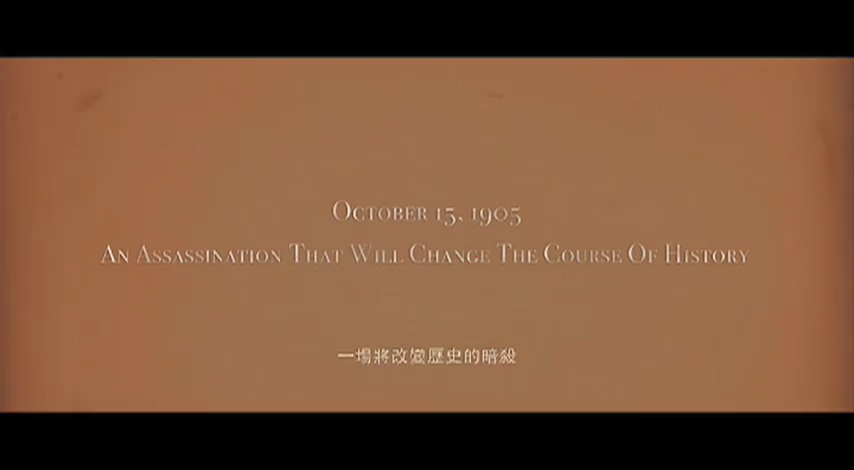 October 15, 1905
An Assassination That Will Change The Course Of History
一場將改變歷史的暗殺